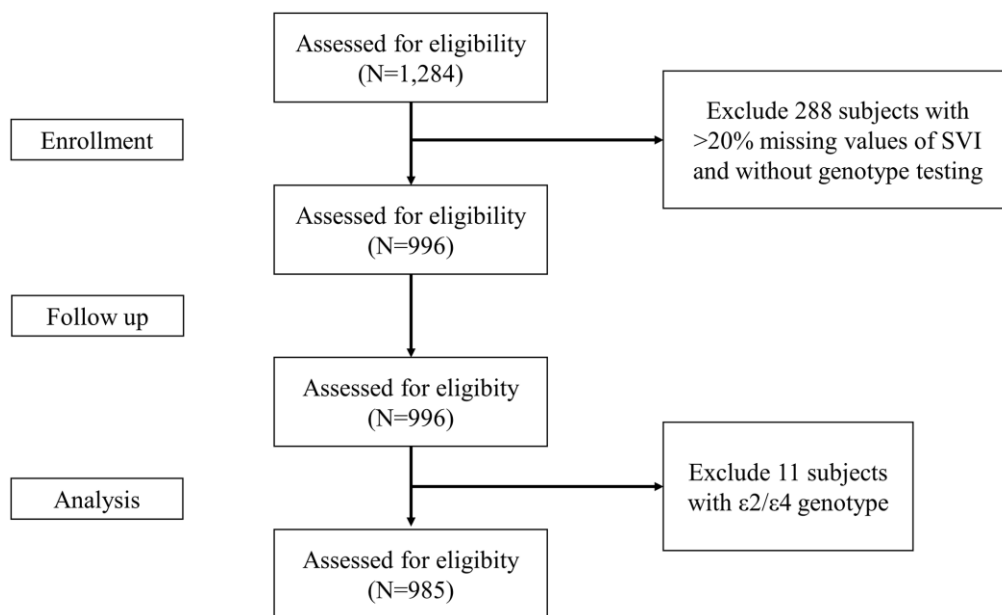 Assessed for eligibility
(N=1,284)
Exclude 288 subjects with
>20% missing values of SVI
and without genotype testing
Enrollment
Assessed for eligibility
(N=996)
Follow up
Assessed for eligibity
(N=996)
Exclude 11 subjects
with ε2/ε4 genotype
Analysis
Assessed for eligibity
(N=985)